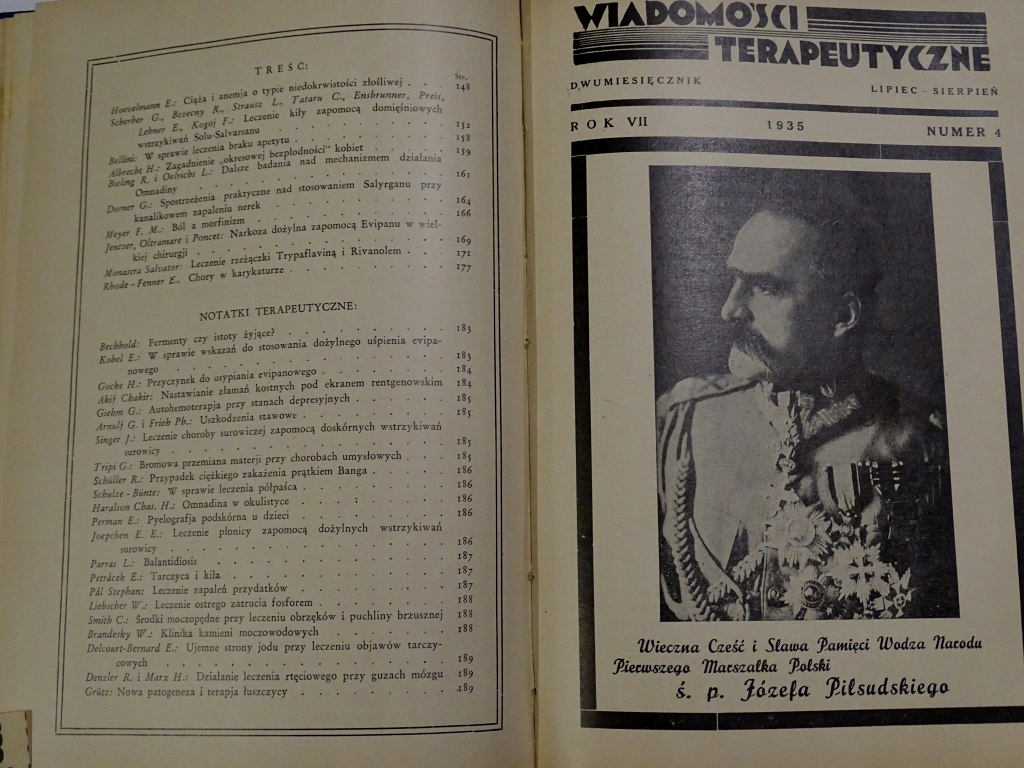 TREŚĆ:
Str.
Hoevelmann E.: Ciąża i anemja o typie niedokrwistości złośliwej . . . 148
Scherber G., Bezecny R., Strausz L., Tataru C., Ensbrunner, Preis,
Lehner E., Kogoj F.: Leczenie kiły zapomocą domięśniowych
wstrzykiwań Solu-Salvarsanu . . . 152
Bellini: W sprawie leczenia braku apetytu . . . 158
Albrecht H.: Zagadnienie „okresowej bezpłodności" kobiet . . . 159
Bieling R. i Oelrichs L.: Dalsze badania nad mechanizmem działania
Omnadiny . . . 161
Dorner G.: Spostrzeżenia praktyczne nad stosowaniem Salyrganu przy
kanalikowem zapaleniu nerek . . . 164
Meyer F. M.: Ból a morfinizm . . . 166
Jentzer, Oltramare i Poncet: Narkoza dożylna zapomocą Evipanu w wiel-
kiej chirurgji . . . 169
Monastra Salvator: Leczenie rzeżączki Trypaflaviną i Rivanolem . . . 171
Rhode - Fenner E., Chory w karykaturze . . . 177
NOTATKI TERAPEUTYCZNE:
Bechhold: Fermenty czy istoty żyjące? . . . 183
Kobel E.: W sprawie wskazań do stosowania dożylnego uśpienia evipa-
nowego . . . 183
Gocke H.: Przyczynek do usypiania evipanowego . . . 184
Akif Chakir: Nastawianie złamań kostnych pod ekranem rentgenowskim 184
Giehm G.: Autohemoterapja przy stanach depresyjnych . . . 185
Arnulf G. i Frieh Ph.: Uszkodzenia stawowe . . . 185
Singer J.: Leczenie choroby surowiczej zapomocą doskórnych wstrzykiwań
surowicy . . . 185
Tripi G.: Bromowa przemiana materji przy chorobach umysłowych . . . 185
Schüller R.: Przypadek ciężkiego zakażenia prątkiem Banga . . . 186
Schulze - Bünte: W sprawie leczenia półpaśca . . . 186
Haralson Chas. H.: Omnadina w okulistyce . . . 186
Perman E.: Pyelografja podskórna u dzieci . . . 186
Joepchen E. E.: Leczenie płonicy zapomocą dożylnych wstrzykiwań
surowicy . . . 186
Parras L.: Balantidiosis . . . 187
Petráček E.: Tarczyca i kiła . . . 187
Pál Stephan: Leczenie zapaleń przydatków . . . 187
Liebscher W.: Leczenie ostrego zatrucia fosforem . . . 188
Smith C.: Środki moczopędne przy leczeniu obrzęków i puchliny brzusznej 188
Brandesky W.: Klinika kamieni moczowodowych . . . 188
Delcourt-Bernard E.: Ujemne strony jodu przy leczeniu objawów tarczy-
cowych . . . 189
Denzler R. i Marx H.: Działanie leczenia rtęciowego przy guzach mózgu 189
Grütz: Nowa patogeneza i terapja łuszczycy . . . 189
WIADOMOŚCI
TERAPEUTYCZNE
DWUMIESIĘCZNIK
LIPIEC - SIERPIEŃ
ROK VII 1935 NUMER 4
Wieczna Cześć i Sława Pamięci Wodza Narodu
Pierwszego Marszałka Polski
ś. p. Józefa Piłsudskiego